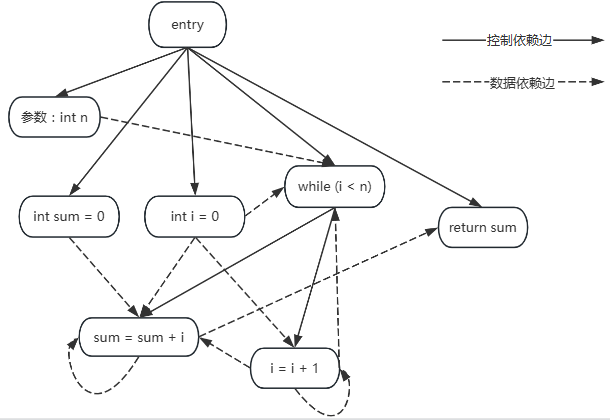 entry
控制依赖边
数据依赖边
参数：int n
while (i < n)
int sum = 0
int i = 0
return sum
sum = sum + i
i = i + 1